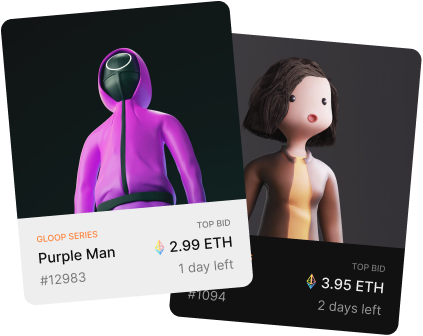 GLOOP SERIES
Purple Man
#12983
TOP BID
2.99 ETH
1 day left
#1094
TOP BID
3.95 ETH
2 days left